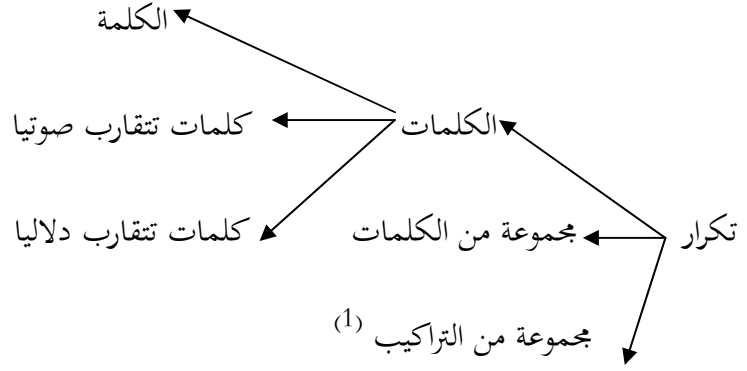 الكلمة
الكلمات
كلمات تتقارب صوتيا
تكرار
مجموعة من الكلمات
كلمات تتقارب دلاليا
مجموعة من التراكيب (1)